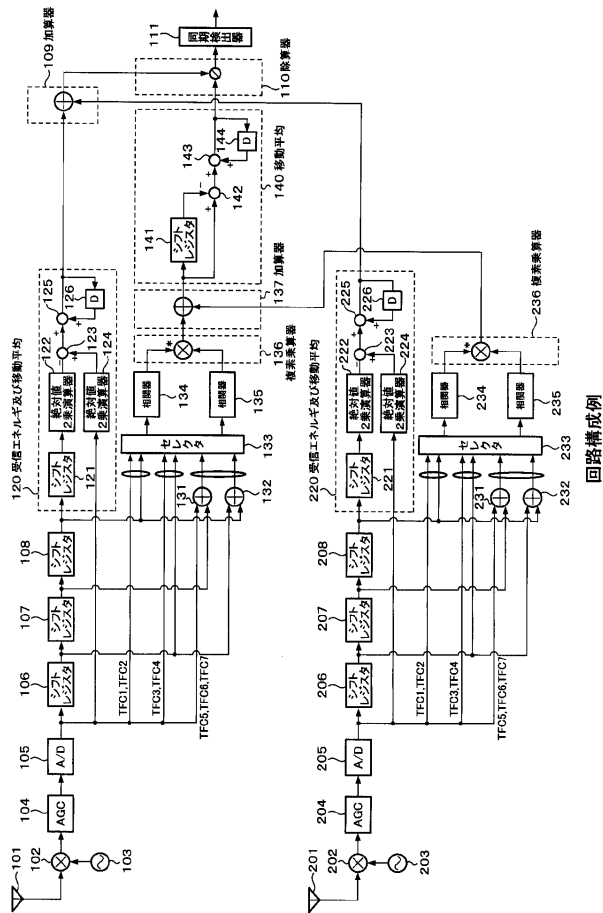 101
102
103
104
AGC
105
A/D
106
シフト
レジスタ
107
シフト
レジスタ
108
シフト
レジスタ
TFC1,TFC2
TFC3,TFC4
TFC5,TFC6,TFC7
120 受信エネルギ及び移動平均
シフト
レジスタ
121
122
絶対値
2乗演算器
絶対値
2乗演算器
124
123
125
126
D
+
+
131
132
セレクタ
133
相関器
134
相関器
135
*
136
複素乗算器
137 加算器
141
シフト
レジスタ
142
143
144
D
-
+
+
+
140 移動平均
109 加算器
110 除算器
111
同期検出器
201
202
203
204
AGC
205
A/D
206
シフト
レジスタ
207
シフト
レジスタ
208
シフト
レジスタ
TFC1,TFC2
TFC3,TFC4
TFC5,TFC6,TFC7
220 受信エネルギ及び移動平均
シフト
レジスタ
221
222
絶対値
2乗演算器
絶対値
2乗演算器
224
223
225
226
D
+
+
231
232
セレクタ
233
相関器
234
相関器
235
*
236 複素乗算器
回路構成例